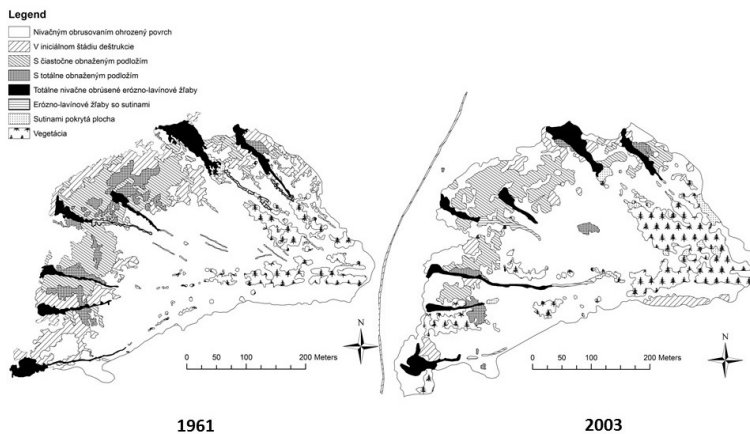 Legend
Nivačným obrusovaním ohrozený povrch
V iniciálnom štádiu deštrukcie
S čiastočne obnaženým podložím
S totálne obnaženým podložím
Totálne nivačne obrúsené erózno-lavínové žľaby
Erózno-lavínové žľaby so sutinami
Sutinami pokrytá plocha
Vegetácia
N
0 50 100 200 Meters
1961
N
0 50 100 200 Meters
2003